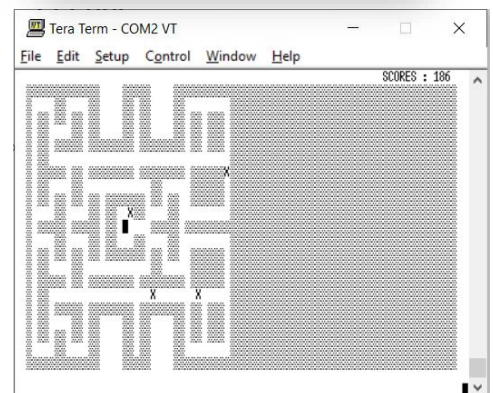 Tera Term - COM2 VT
File Edit Setup Control Window Help
SCORES : 186
X
X
X X